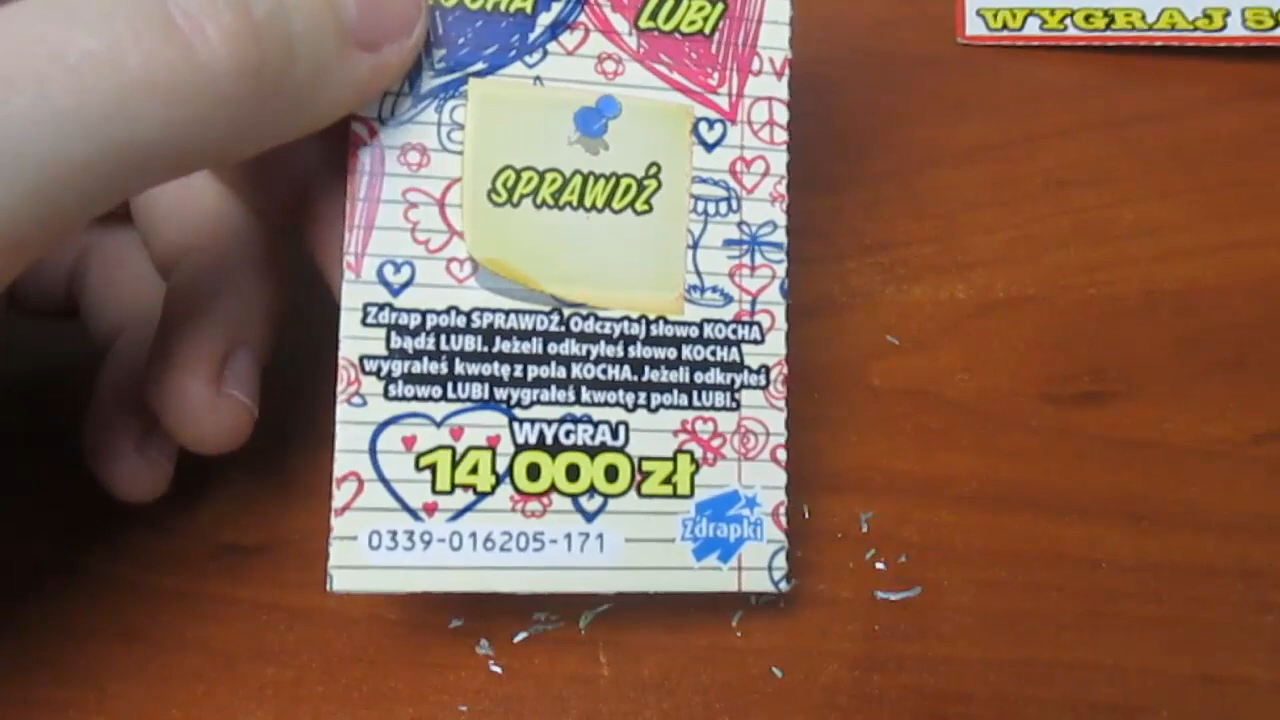 KOCHA
LUBI
WYGRAJ
SPRAWDŹ
Zdrap pole SPRAWDŹ. Odczytaj słowo KOCHA
bądź LUBI. Jeżeli odkryłeś słowo KOCHA
wygrałeś kwotę z pola KOCHA. Jeżeli odkryłeś
słowo LUBI wygrałeś kwotę z pola LUBI.
WYGRAJ
14 000 zł
0339-016205-171
Zdrapki